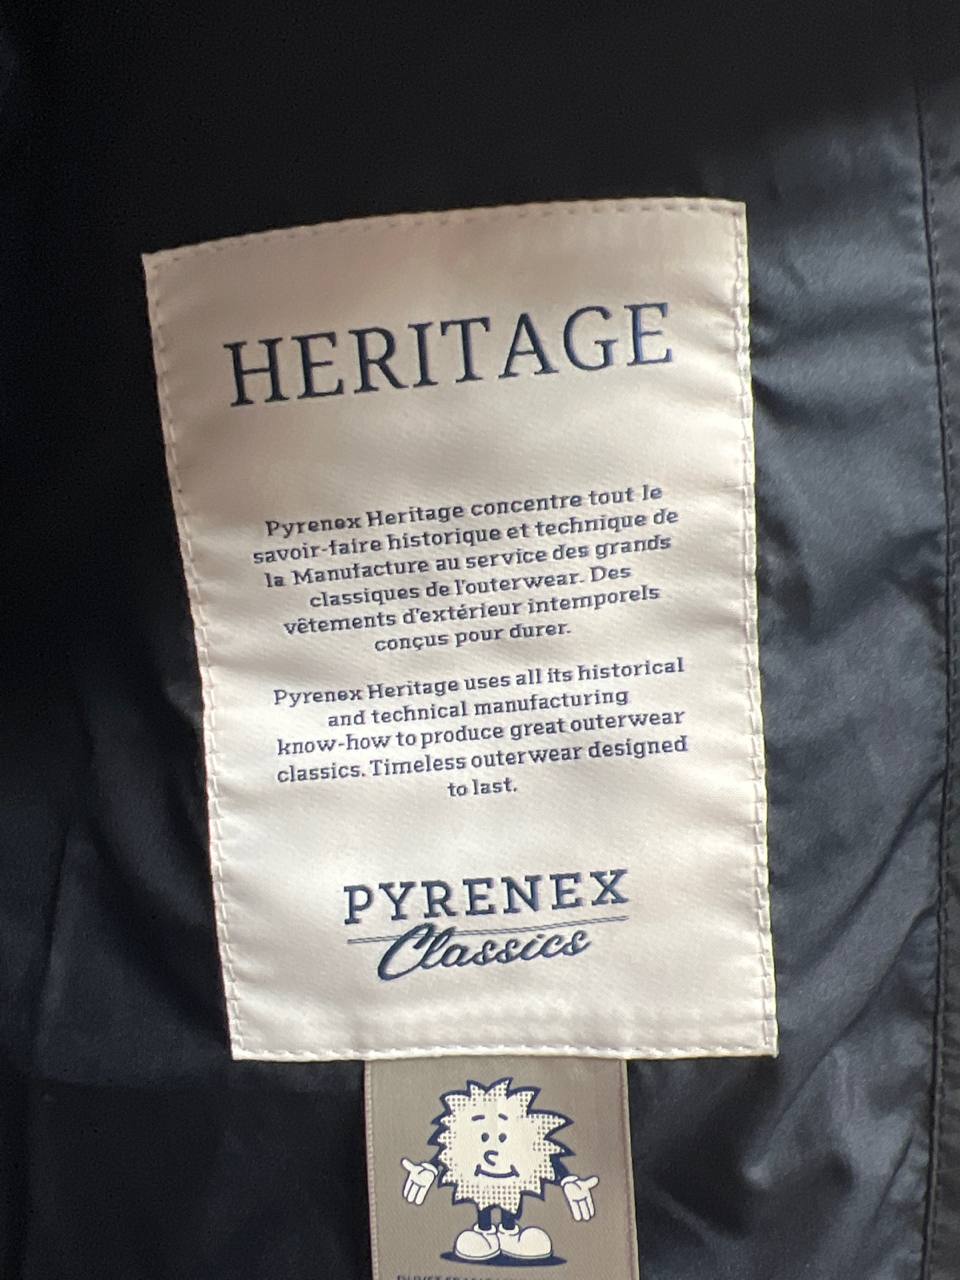 HERITAGE
Pyrenex Heritage concentre tout le
savoir-faire historique et technique de
la Manufacture au service des grands
classiques de l'outerwear. Des
vêtements d'extérieur intemporels
conçus pour durer.
Pyrenex Heritage uses all its historical
and technical manufacturing
know-how to produce great outerwear
classics. Timeless outerwear designed
to last.
PYRENEX
Classics